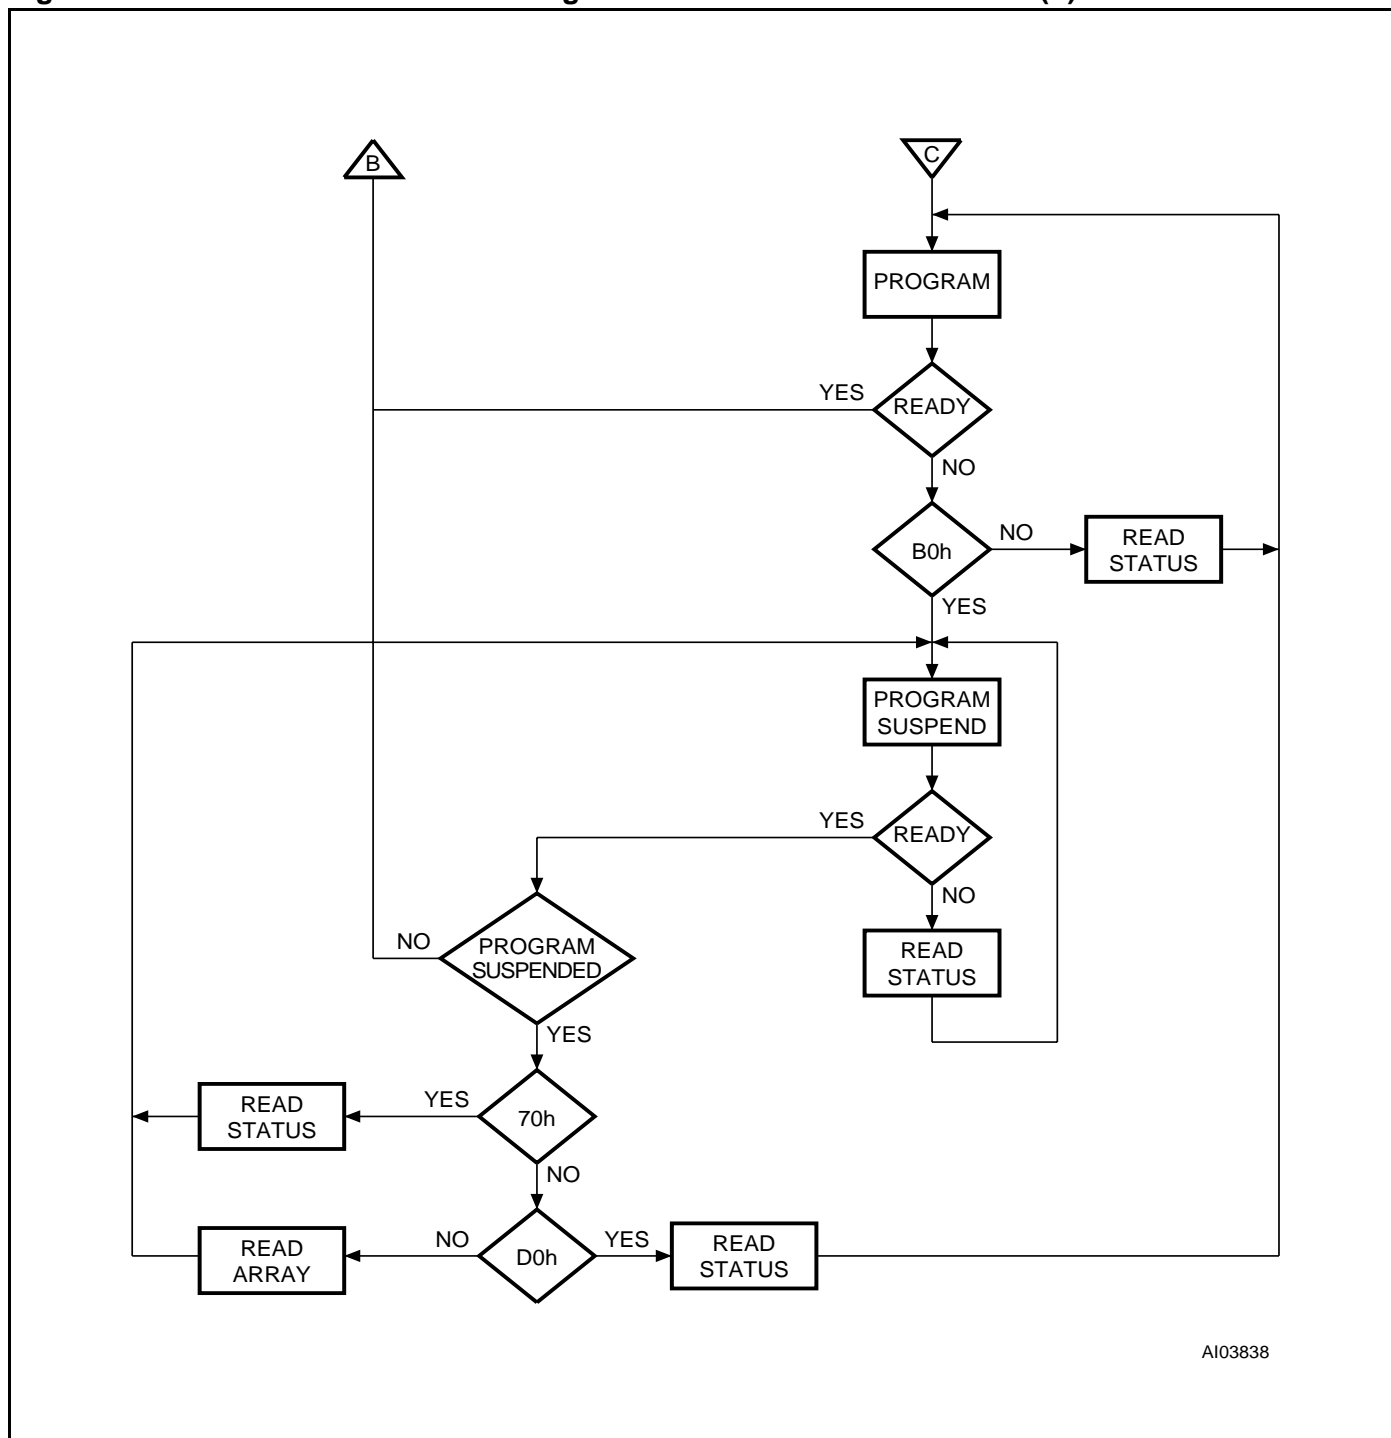 B
C
PROGRAM
YES
READY
NO
B0h
NO
READ
STATUS
YES
PROGRAM
SUSPEND
YES
READY
NO
NO
PROGRAM
SUSPENDED
READ
STATUS
YES
READ
STATUS
YES
70h
NO
READ
ARRAY
NO
D0h
YES
READ
STATUS
AI03838